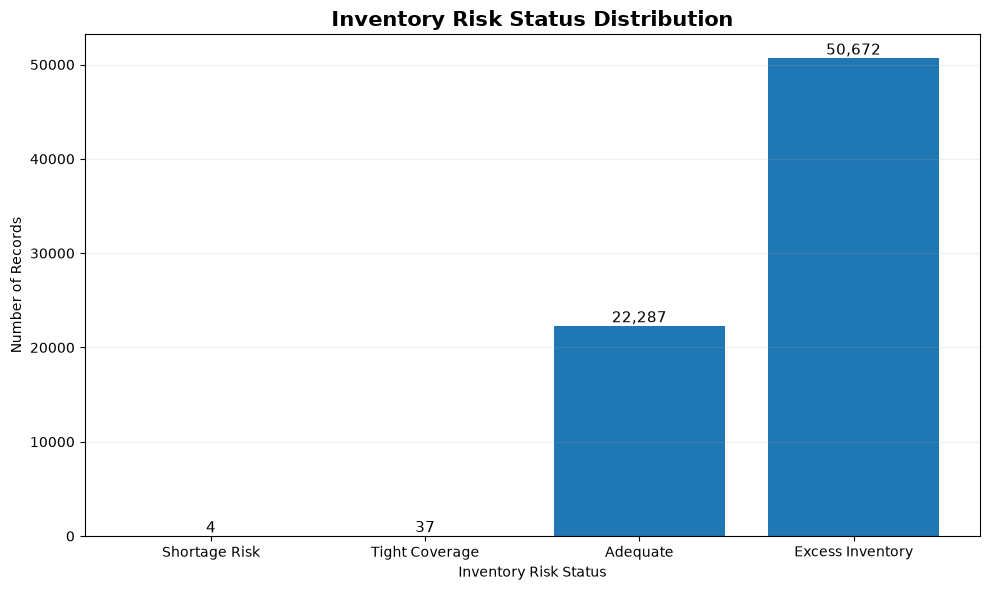 Inventory Risk Status Distribution
50,672
50000
40000
30000
22,287
20000
10000
4
37
0
Number of Records
Shortage Risk
Tight Coverage
Adequate
Excess Inventory
Inventory Risk Status